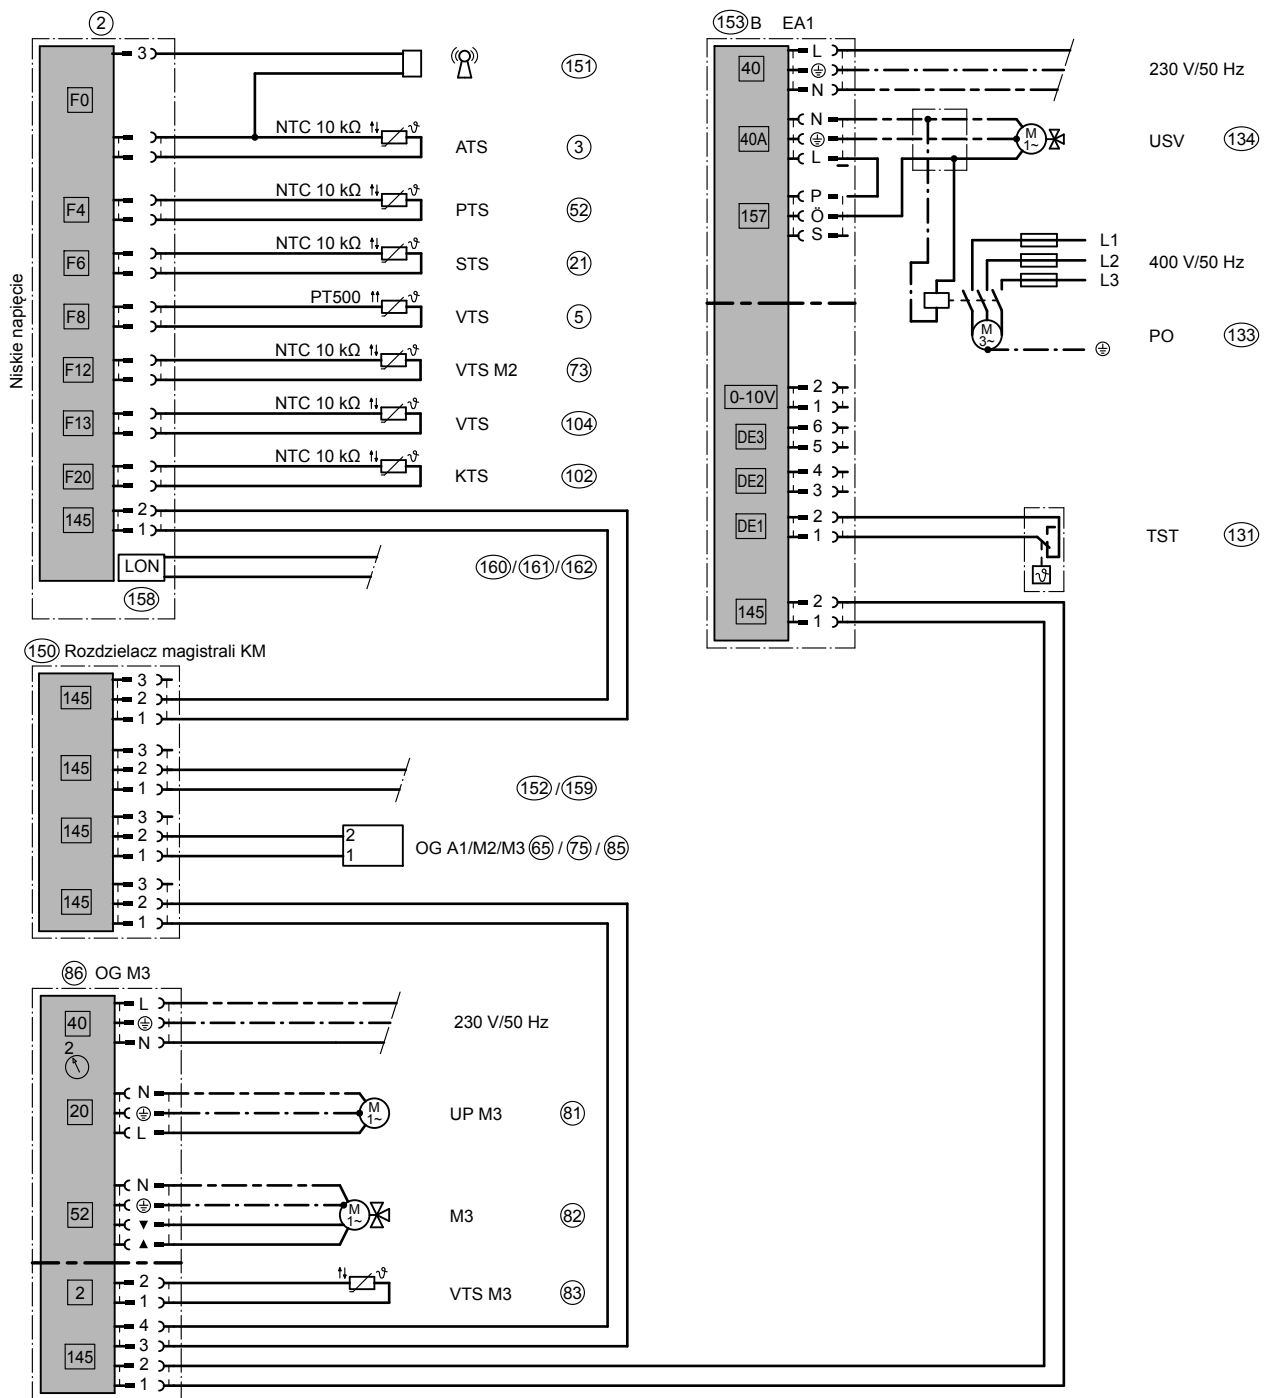 2
Niskie napięcie
3
151
F0
NTC 10 kΩ ϑ
ATS 3
F4
NTC 10 kΩ ϑ
PTS 52
F6
NTC 10 kΩ ϑ
STS 21
F8
PT500 ϑ
VTS 5
F12
NTC 10 kΩ ϑ
VTS M2 73
F13
NTC 10 kΩ ϑ
VTS 104
F20
NTC 10 kΩ ϑ
KTS 102
145
2
1
LON
158
160/161/162
150 Rozdzielacz magistrali KM
145
3
2
1
145
3
2
1
152/159
145
3
2
1
2
1
OG A1/M2/M3 65/75/85
145
3
2
1
86 OG M3
40
L
N
230 V/50 Hz
2
20
N
L
M
1~
UP M3 81
52
N
▼
▲
M
1~
M3 82
2
2
1
ϑ
VTS M3 83
145
4
3
2
1
153 B EA1
40
L
N
230 V/50 Hz
40A
N
L
M
1~
USV 134
157
P
Ö
S
L1
L2
L3
400 V/50 Hz
M
3~
PO 133
0-10V
2
1
DE3
6
5
DE2
4
3
DE1
2
1
ϑ
TST 131
145
2
1